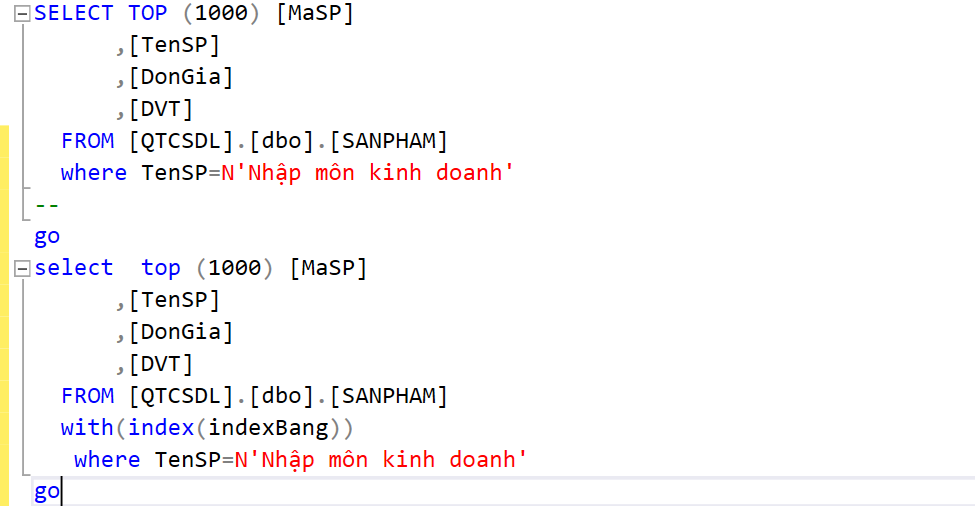 SELECT TOP (1000) [MaSP]
,[TenSP]
,[DonGia]
,[DVT]
FROM [QTCSDL].[dbo].[SANPHAM]
where TenSP=N'Nhập môn kinh doanh'
--
go
select  top (1000) [MaSP]
,[TenSP]
,[DonGia]
,[DVT]
FROM [QTCSDL].[dbo].[SANPHAM]
with(index(indexBang))
where TenSP=N'Nhập môn kinh doanh'
go